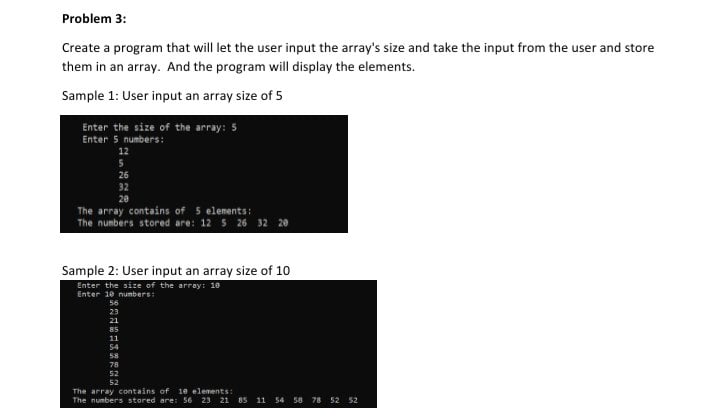 Problem 3:
Create a program that will let the user input the array's size and take the input from the user and store
them in an array. And the program will display the elements.
Sample 1: User input an array size of 5
Enter the size of the array: 5
Enter 5 numbers:
12
5
26
32
20
The array contains of 5 elements:
The numbers stored are: 12 5 26 32 20
Sample 2: User input an array size of 10
Enter the size of the array: 10
Enter 10 numbers:
56
23
21
85
11
54
58
78
52
52
The array contains of 10 elements:
The numbers stored are: 56 23 21 85 11 54 58 78 52 52